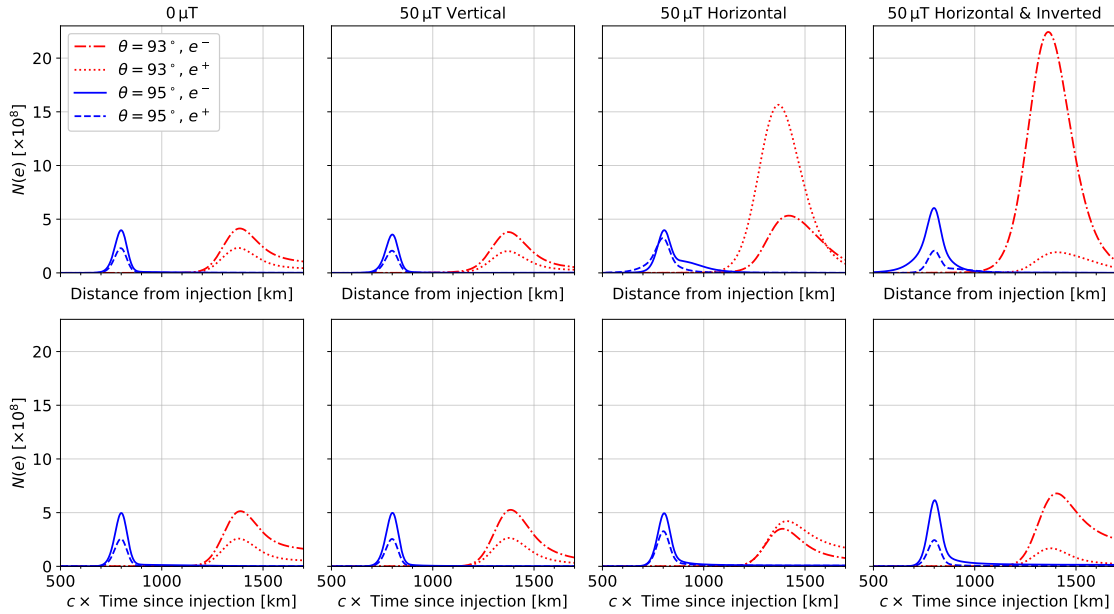 0 μT
50 μT Vertical
50 μT Horizontal
50 μT Horizontal & Inverted
N(e) [×10⁸]
20
15
10
5
0
θ = 93°, e⁻
θ = 93°, e⁺
θ = 95°, e⁻
θ = 95°, e⁺
Distance from injection [km]
Distance from injection [km]
Distance from injection [km]
Distance from injection [km]
N(e) [×10⁸]
20
15
10
5
0
500 1000 1500
500 1000 1500
500 1000 1500
500 1000 1500
c × Time since injection [km]
c × Time since injection [km]
c × Time since injection [km]
c × Time since injection [km]